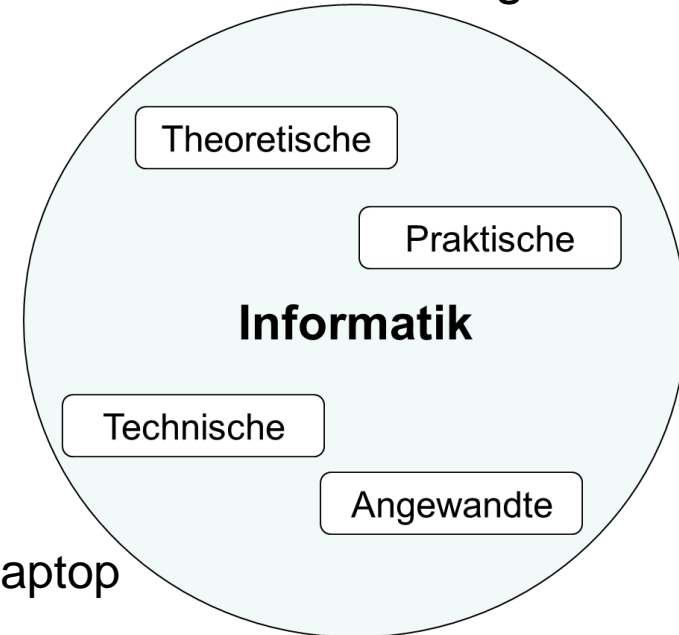 Theoretische
Praktische
Informatik
Technische
Angewandte
aptop